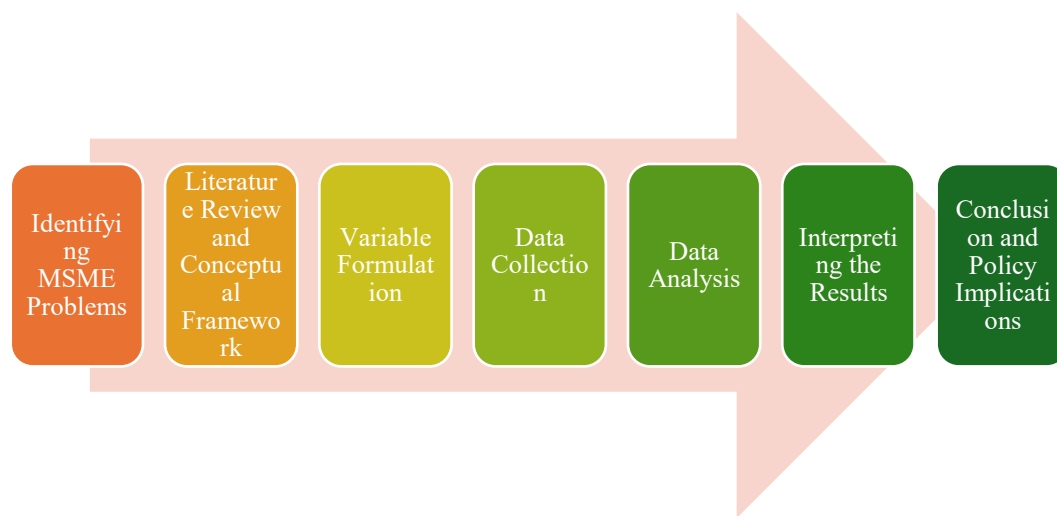 Identifyi
ng
MSME
Problems
Literatur
e Review
and
Conceptu
al
Framewo
rk
Variable
Formulat
ion
Data
Collectio
n
Data
Analysis
Interpreti
ng the
Results
Conclusi
on and
Policy
Implicati
ons